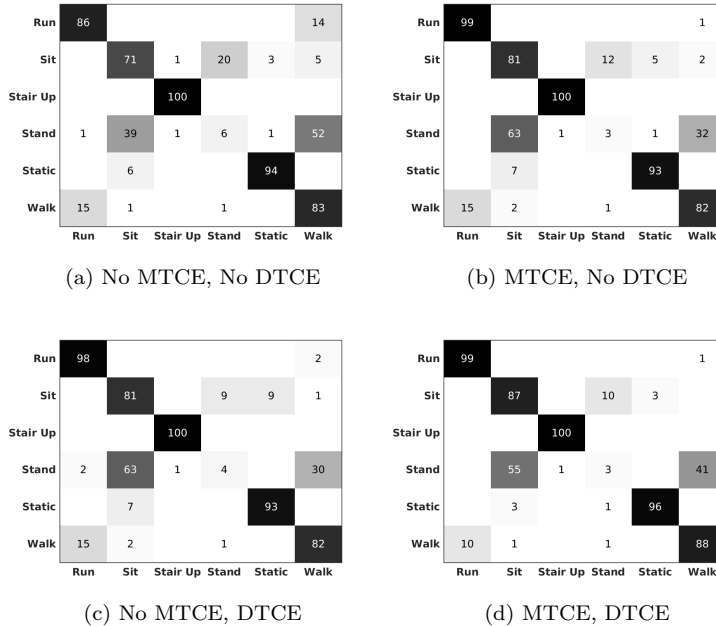 Run 86 14
Sit 71 1 20 3 5
Stair Up 100
Stand 1 39 1 6 1 52
Static 6 94
Walk 15 1 1 83
Run Sit Stair Up Stand Static Walk
(a) No MTCE, No DTCE
Run 99 1
Sit 81 12 5 2
Stair Up 100
Stand 63 1 3 1 32
Static 7 93
Walk 15 2 1 82
Run Sit Stair Up Stand Static Walk
(b) MTCE, No DTCE
Run 98 2
Sit 81 9 9 1
Stair Up 100
Stand 2 63 1 4 30
Static 7 93
Walk 15 2 1 82
Run Sit Stair Up Stand Static Walk
(c) No MTCE, DTCE
Run 99 1
Sit 87 10 3
Stair Up 100
Stand 55 1 3 41
Static 3 1 96
Walk 10 1 1 88
Run Sit Stair Up Stand Static Walk
(d) MTCE, DTCE